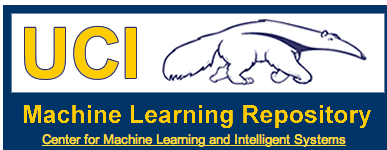 UCI
Machine Learning Repository
Center for Machine Learning and Intelligent Systems